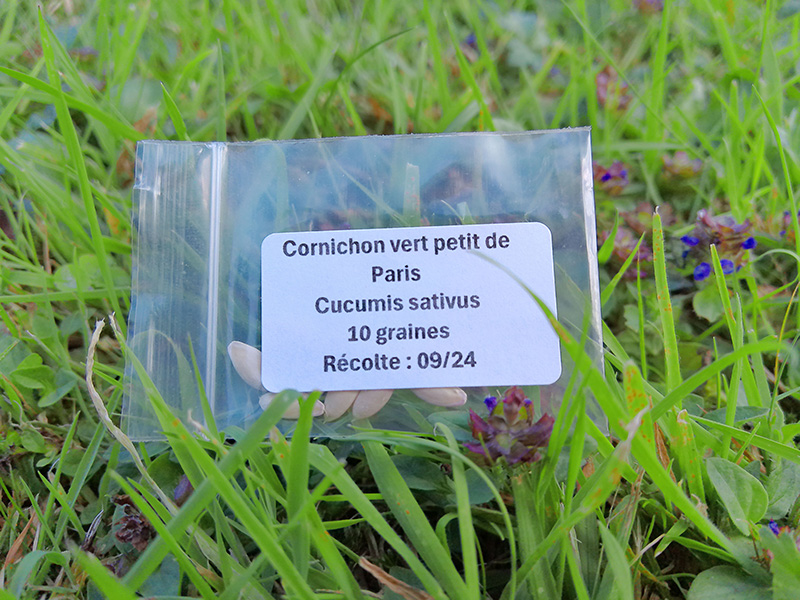 Cornichon vert petit de
Paris
Cucumis sativus
10 graines
Récolte : 09/24